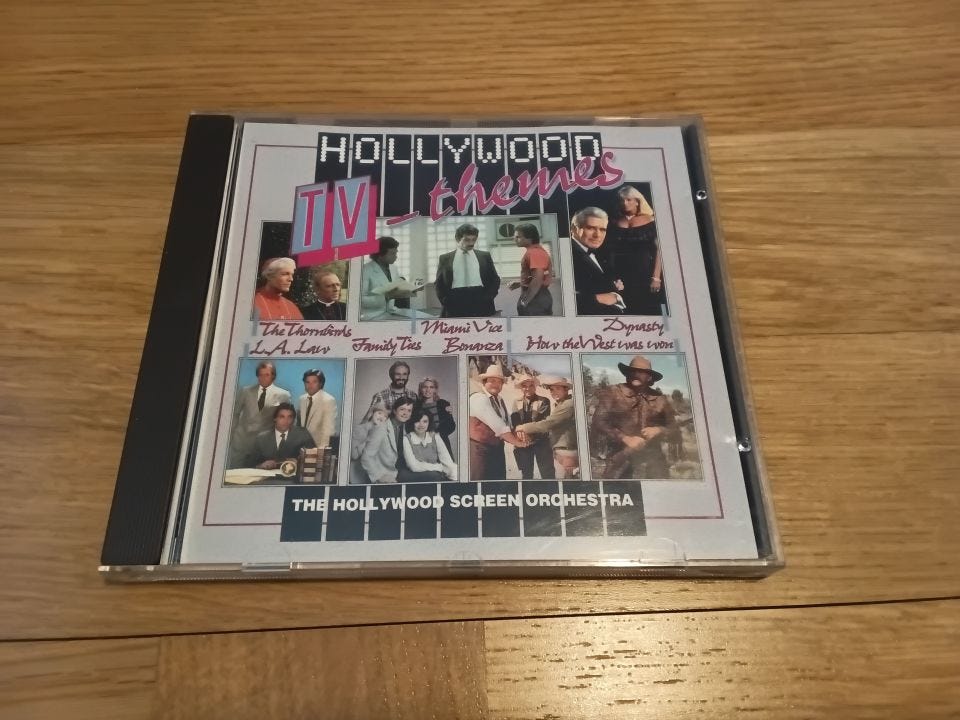 HOLLYWOOD
TV-themes
The Thornbirds Miami Vice Dynasty
L.A. Law Family Ties Bonanza How the West was won
THE HOLLYWOOD SCREEN ORCHESTRA